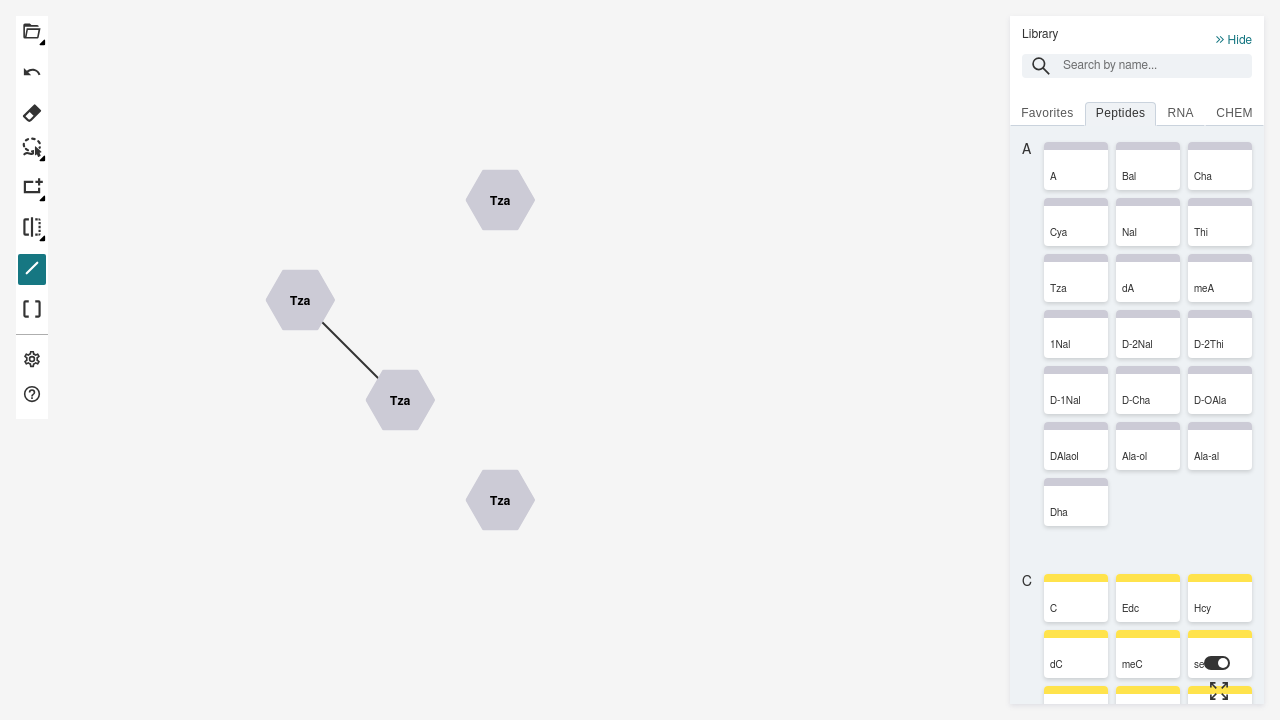 Library
Hide
Search by name...
Favorites Peptides RNA CHEM
A
A Bal Cha
Cya Nal Thi
Tza dA meA
1Nal D-2Nal D-2Thi
D-1Nal D-Cha D-OAla
DAlaol Ala-ol Ala-al
Dha
C
C Edc Hcy
dC meC
Tza
Tza
Tza
Tza